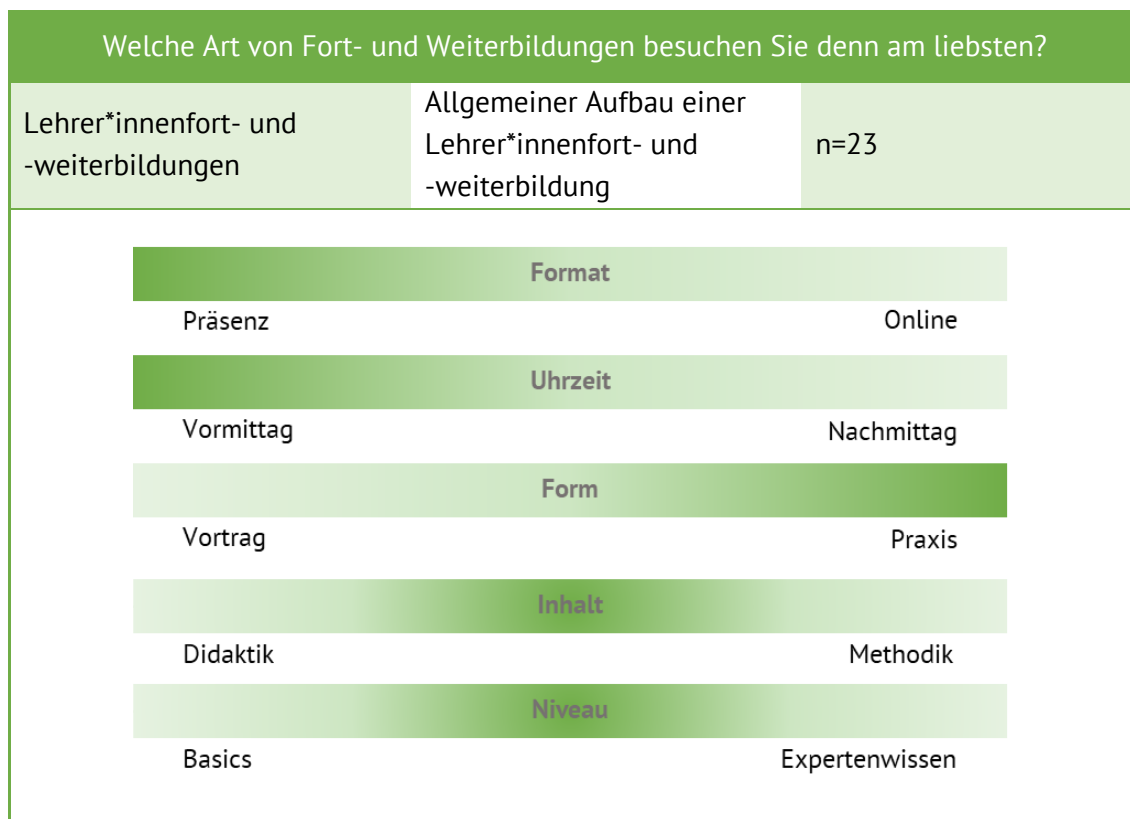 Welche Art von Fort- und Weiterbildungen besuchen Sie denn am liebsten?
Lehrer*innenfort- und
-weiterbildungen
Allgemeiner Aufbau einer
Lehrer*innenfort- und
-weiterbildung
n=23
Format
Präsenz
Online
Uhrzeit
Vormittag
Nachmittag
Form
Vortrag
Praxis
Inhalt
Didaktik
Methodik
Niveau
Basics
Expertenwissen